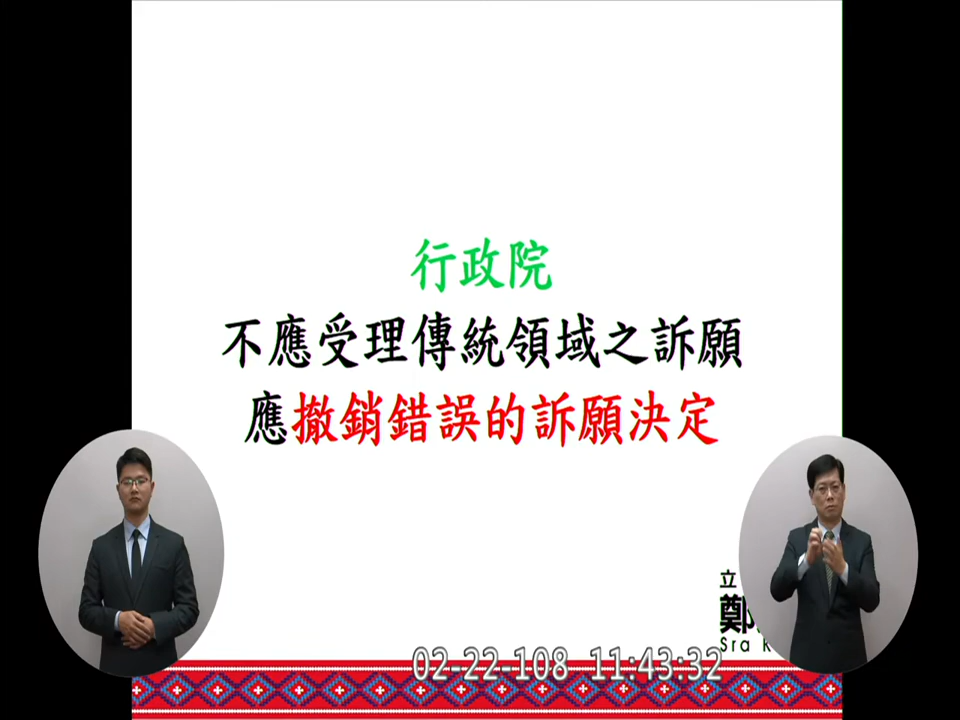 行政院
不應受理傳統領域之訴願
應撤銷錯誤的訴願決定
立
鄭
Sra K
02-22-108 11:43:32